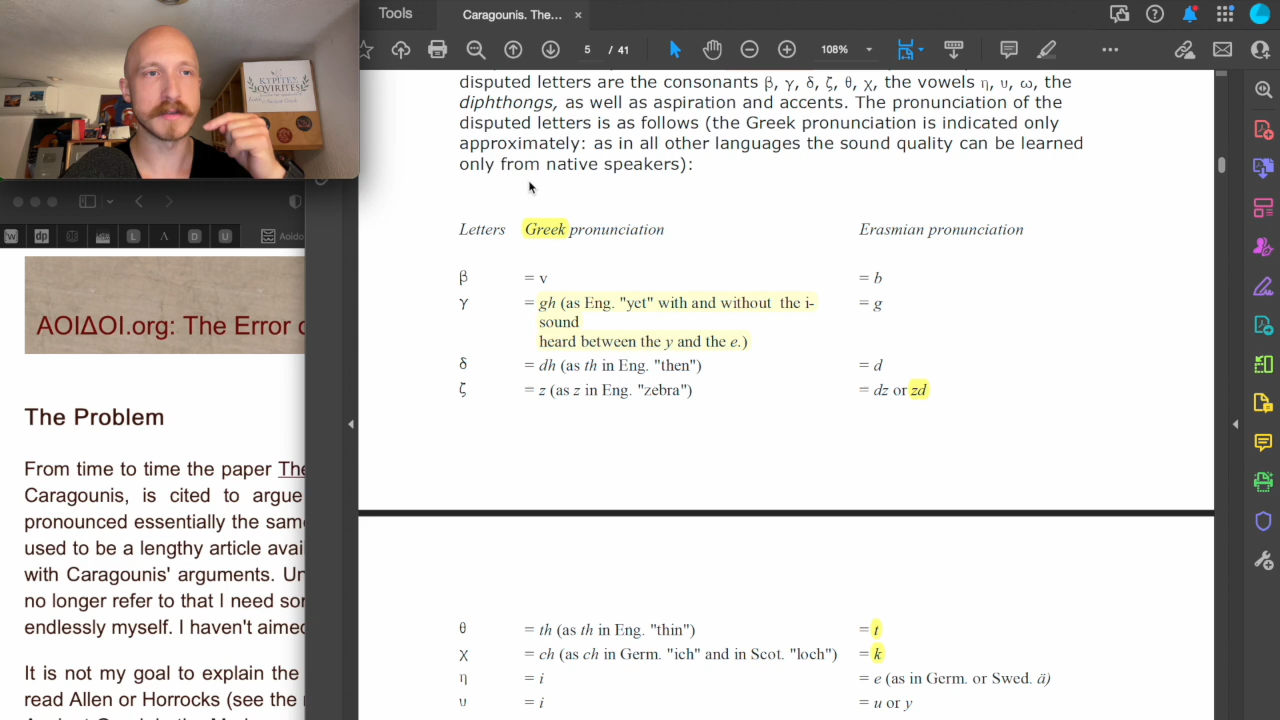 Tools
Caragounis. The... ×
5 / 41
108%
ΚΤΡΙΤΕΣ
QVIRITES
disputed letters are the consonants β, γ, δ, ζ, θ, χ, the vowels η, υ, ω, the
diphthongs, as well as aspiration and accents. The pronunciation of the
disputed letters is as follows (the Greek pronunciation is indicated only
approximately: as in all other languages the sound quality can be learned
only from native speakers):
Letters Greek pronunciation Erasmian pronunciation
β = v = b
γ = gh (as Eng. "yet" with and without the i- = g
sound
heard between the y and the e.)
δ = dh (as th in Eng. "then") = d
ζ = z (as z in Eng. "zebra") = dz or zd
θ = th (as th in Eng. "thin") = t
χ = ch (as ch in Germ. "ich" and in Scot. "loch") = k
η = i = e (as in Germ. or Swed. ä)
υ = i = u or y
W dp L Λ D U Aoido
ΑΟΙΔΟΙ.org: The Error
The Problem
From time to time the paper The
Caragounis, is cited to argue
pronounced essentially the same
used to be a lengthy article avai
with Caragounis' arguments. Un
no longer refer to that I need
endlessly myself. I haven't aimed
It is not my goal to explain the
read Allen or Horrocks (see the